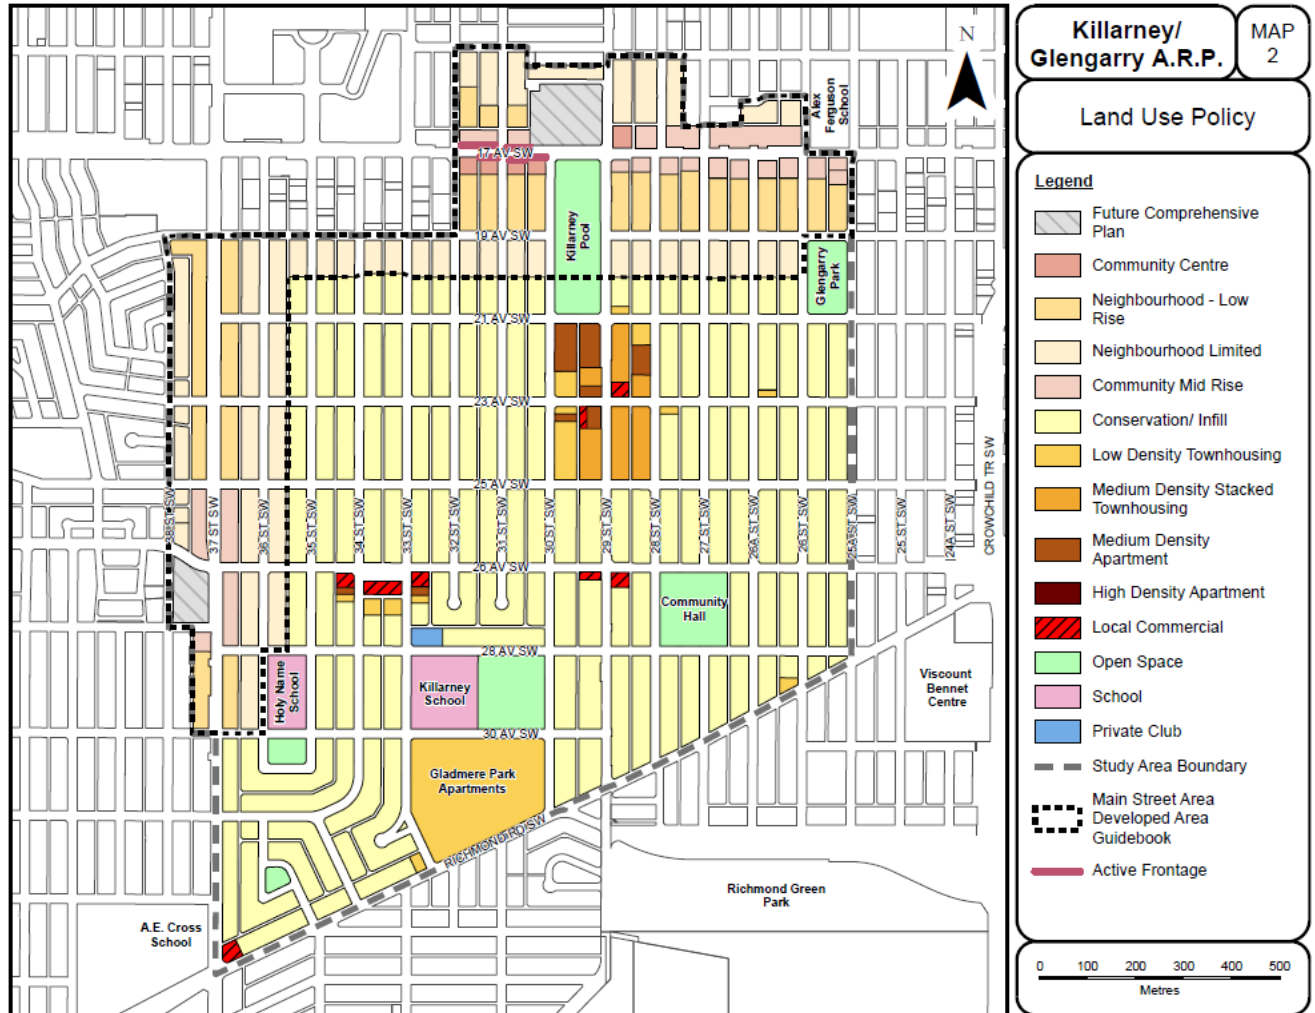 Killarney/
Glengarry A.R.P.
MAP
2
Land Use Policy
Legend
Future Comprehensive
Plan
Community Centre
Neighbourhood - Low
Rise
Neighbourhood Limited
Community Mid Rise
Conservation/ Infill
Low Density Townhousing
Medium Density Stacked
Townhousing
Medium Density
Apartment
High Density Apartment
Local Commercial
Open Space
School
Private Club
Study Area Boundary
Main Street Area
Developed Area
Guidebook
Active Frontage
0 100 200 300 400 500
Metres
N
Alex
Ferguson
School
17 AV SW
Killarney
Pool
19 AV SW
Glengarry
Park
21 AV SW
23 AV SW
25 AV SW
38 ST SW
37 ST SW
36 ST SW
35 ST SW
34 ST SW
33 ST SW
32 ST SW
31 ST SW
30 ST SW
29 ST SW
28 ST SW
27 ST SW
26A ST SW
26 ST SW
25A ST SW
25 ST SW
24A ST SW
CROWCHILD TR SW
26 AV SW
Community
Hall
28 AV SW
Holy Name
School
Killarney
School
Viscount
Bennet
Centre
30 AV SW
Gladmere Park
Apartments
RICHMOND RD SW
Richmond Green
Park
A.E. Cross
School